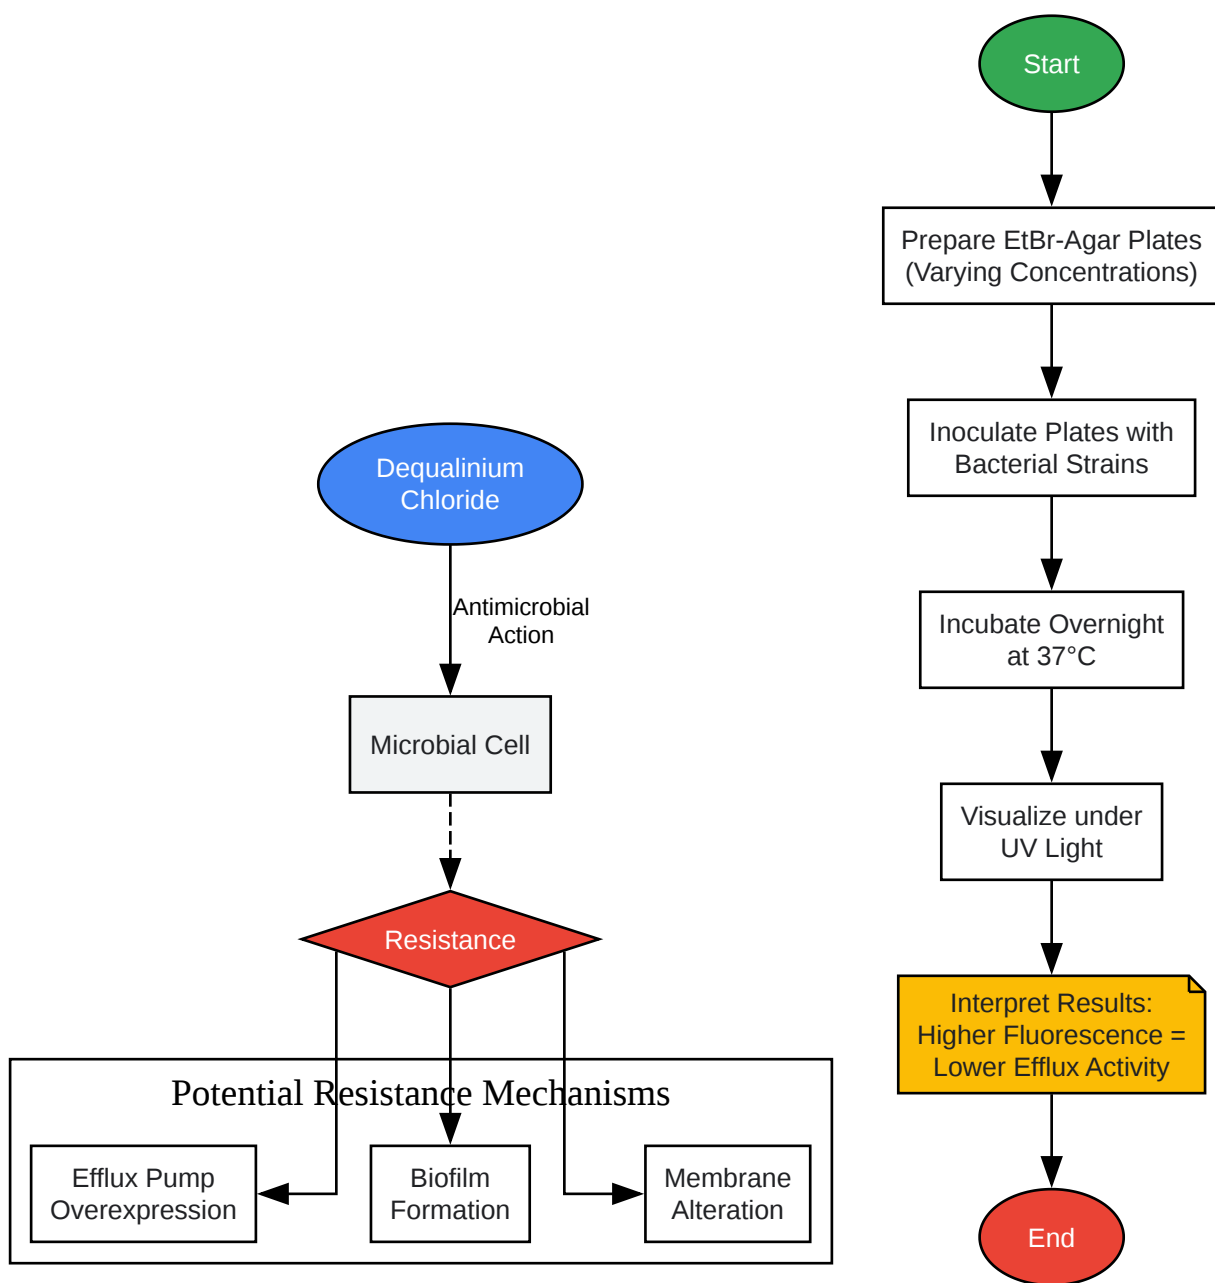 Dequalinium
Chloride
Antimicrobial
Action
Microbial Cell
Resistance
Potential Resistance Mechanisms
Efflux Pump
Overexpression
Biofilm
Formation
Membrane
Alteration
Start
Prepare EtBr-Agar Plates
(Varying Concentrations)
Inoculate Plates with
Bacterial Strains
Incubate Overnight
at 37°C
Visualize under
UV Light
Interpret Results:
Higher Fluorescence =
Lower Efflux Activity
End